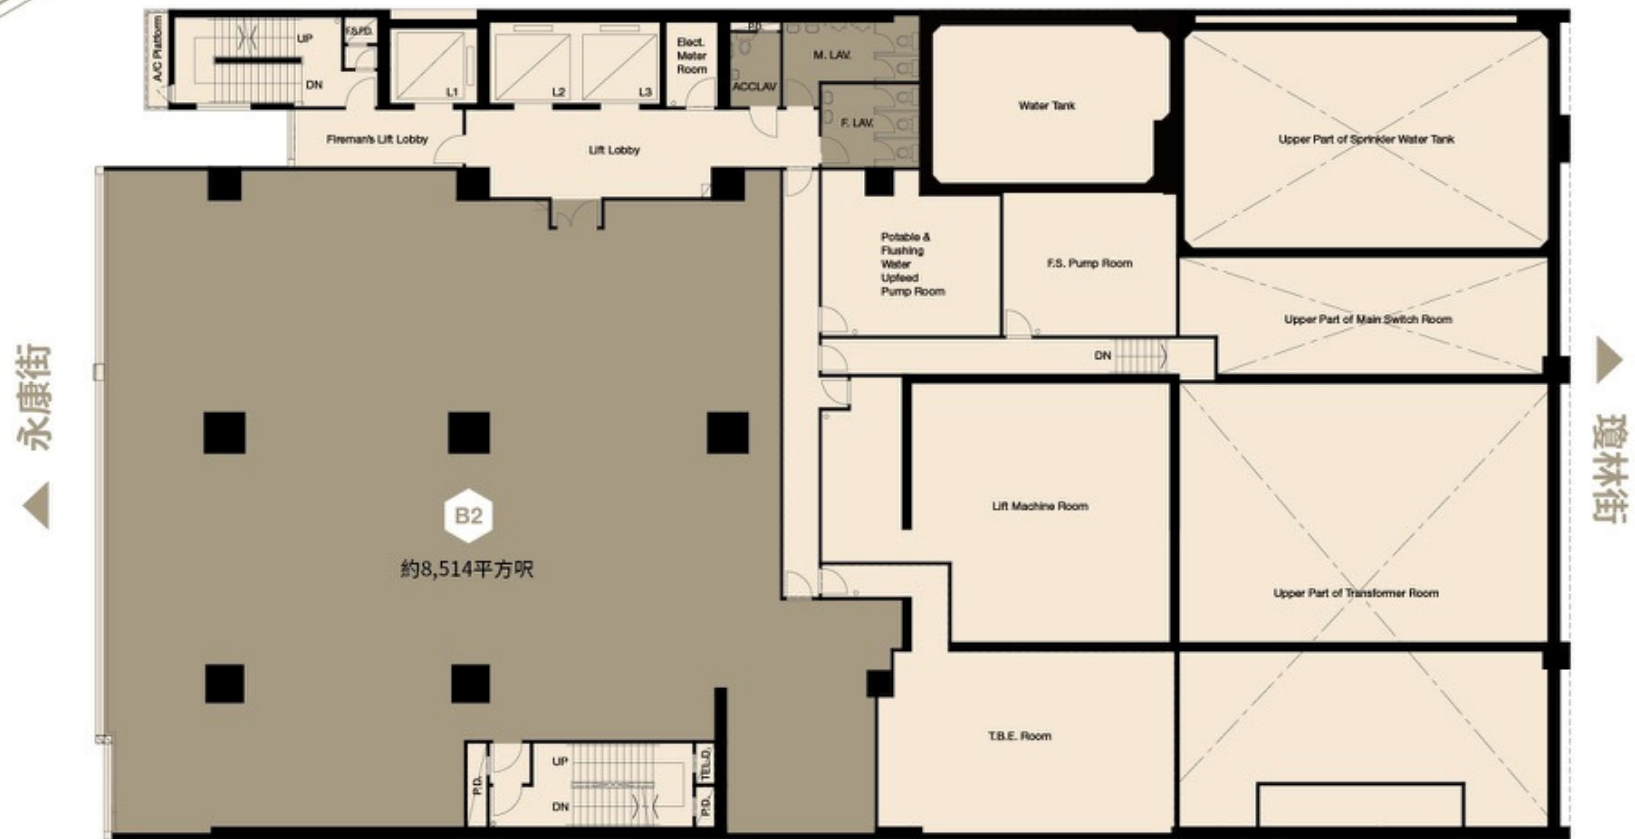 A/C Platform
UP
DN
F.S.P.D.
L1
L2
L3
Elect.
Meter
Room
P.D.
ACCLAV
M. LAV.
F. LAV.
Water Tank
Upper Part of Sprinkler Water Tank
Fireman's Lift Lobby
Lift Lobby
Potable &
Flushing
Water
Upfeed
Pump Room
F.S. Pump Room
Upper Part of Main Switch Room
DN
永康街
瓊林街
B2
約8,514平方呎
Lift Machine Room
Upper Part of Transformer Room
T.B.E. Room
P.D.
UP
DN
TEL.D.
P.D.